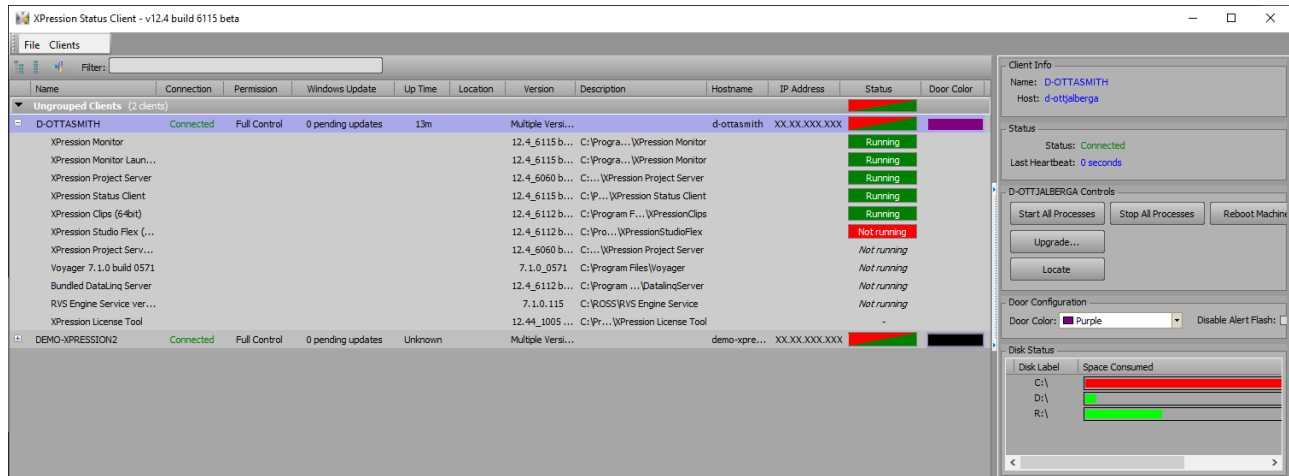 XPression Status Client - v12.4 build 6115 beta
File Clients
Filter:
Name Connection Permission Windows Update Up Time Location Version Description Hostname IP Address Status Door Color
Ungrouped Clients (2 clients)
D-OTTASMITH Connected Full Control 0 pending updates 13m Multiple Versi... d-ottasmith XX.XX.XXX.XXX
XPression Monitor 12.4_6115 b... C:\Progra...\XPression Monitor Running
XPression Monitor Laun... 12.4_6115 b... C:\Progra...\XPression Monitor Running
XPression Project Server 12.4_6060 b... C:...\XPression Project Server Running
XPression Status Client 12.4_6115 b... C:\P...\XPression Status Client Running
XPression Clips (64bit) 12.4_6112 b... C:\Program F...\XPressionClips Running
XPression Studio Flex (... 12.4_6112 b... C:\Pro...\XPressionStudioFlex Not running
XPression Project Serv... 12.4_6060 b... C:...\XPression Project Server Not running
Voyager 7.1.0 build 0571 7.1.0_0571 C:\Program Files\Voyager Not running
Bundled DataLinq Server 12.4_6112 b... C:\Program ...\DatalinqServer Not running
RVS Engine Service ver... 7.1.0.115 C:\ROSS\RVS Engine Service Not running
XPression License Tool 12.44_1005 ... C:\Pr...\XPression License Tool -
DEMO-XPRESSION2 Connected Full Control 0 pending updates Unknown Multiple Versi... demo-xpre... XX.XX.XXX.XXX
Client Info
Name: D-OTTASMITH
Host: d-ottjalberga
Status
Status: Connected
Last Heartbeat: 0 seconds
D-OTTJALBERGA Controls
Start All Processes Stop All Processes Reboot Machine
Upgrade...
Locate
Door Configuration
Door Color: Purple Disable Alert Flash:
Disk Status
Disk Label Space Consumed
C:\
D:\
R:\